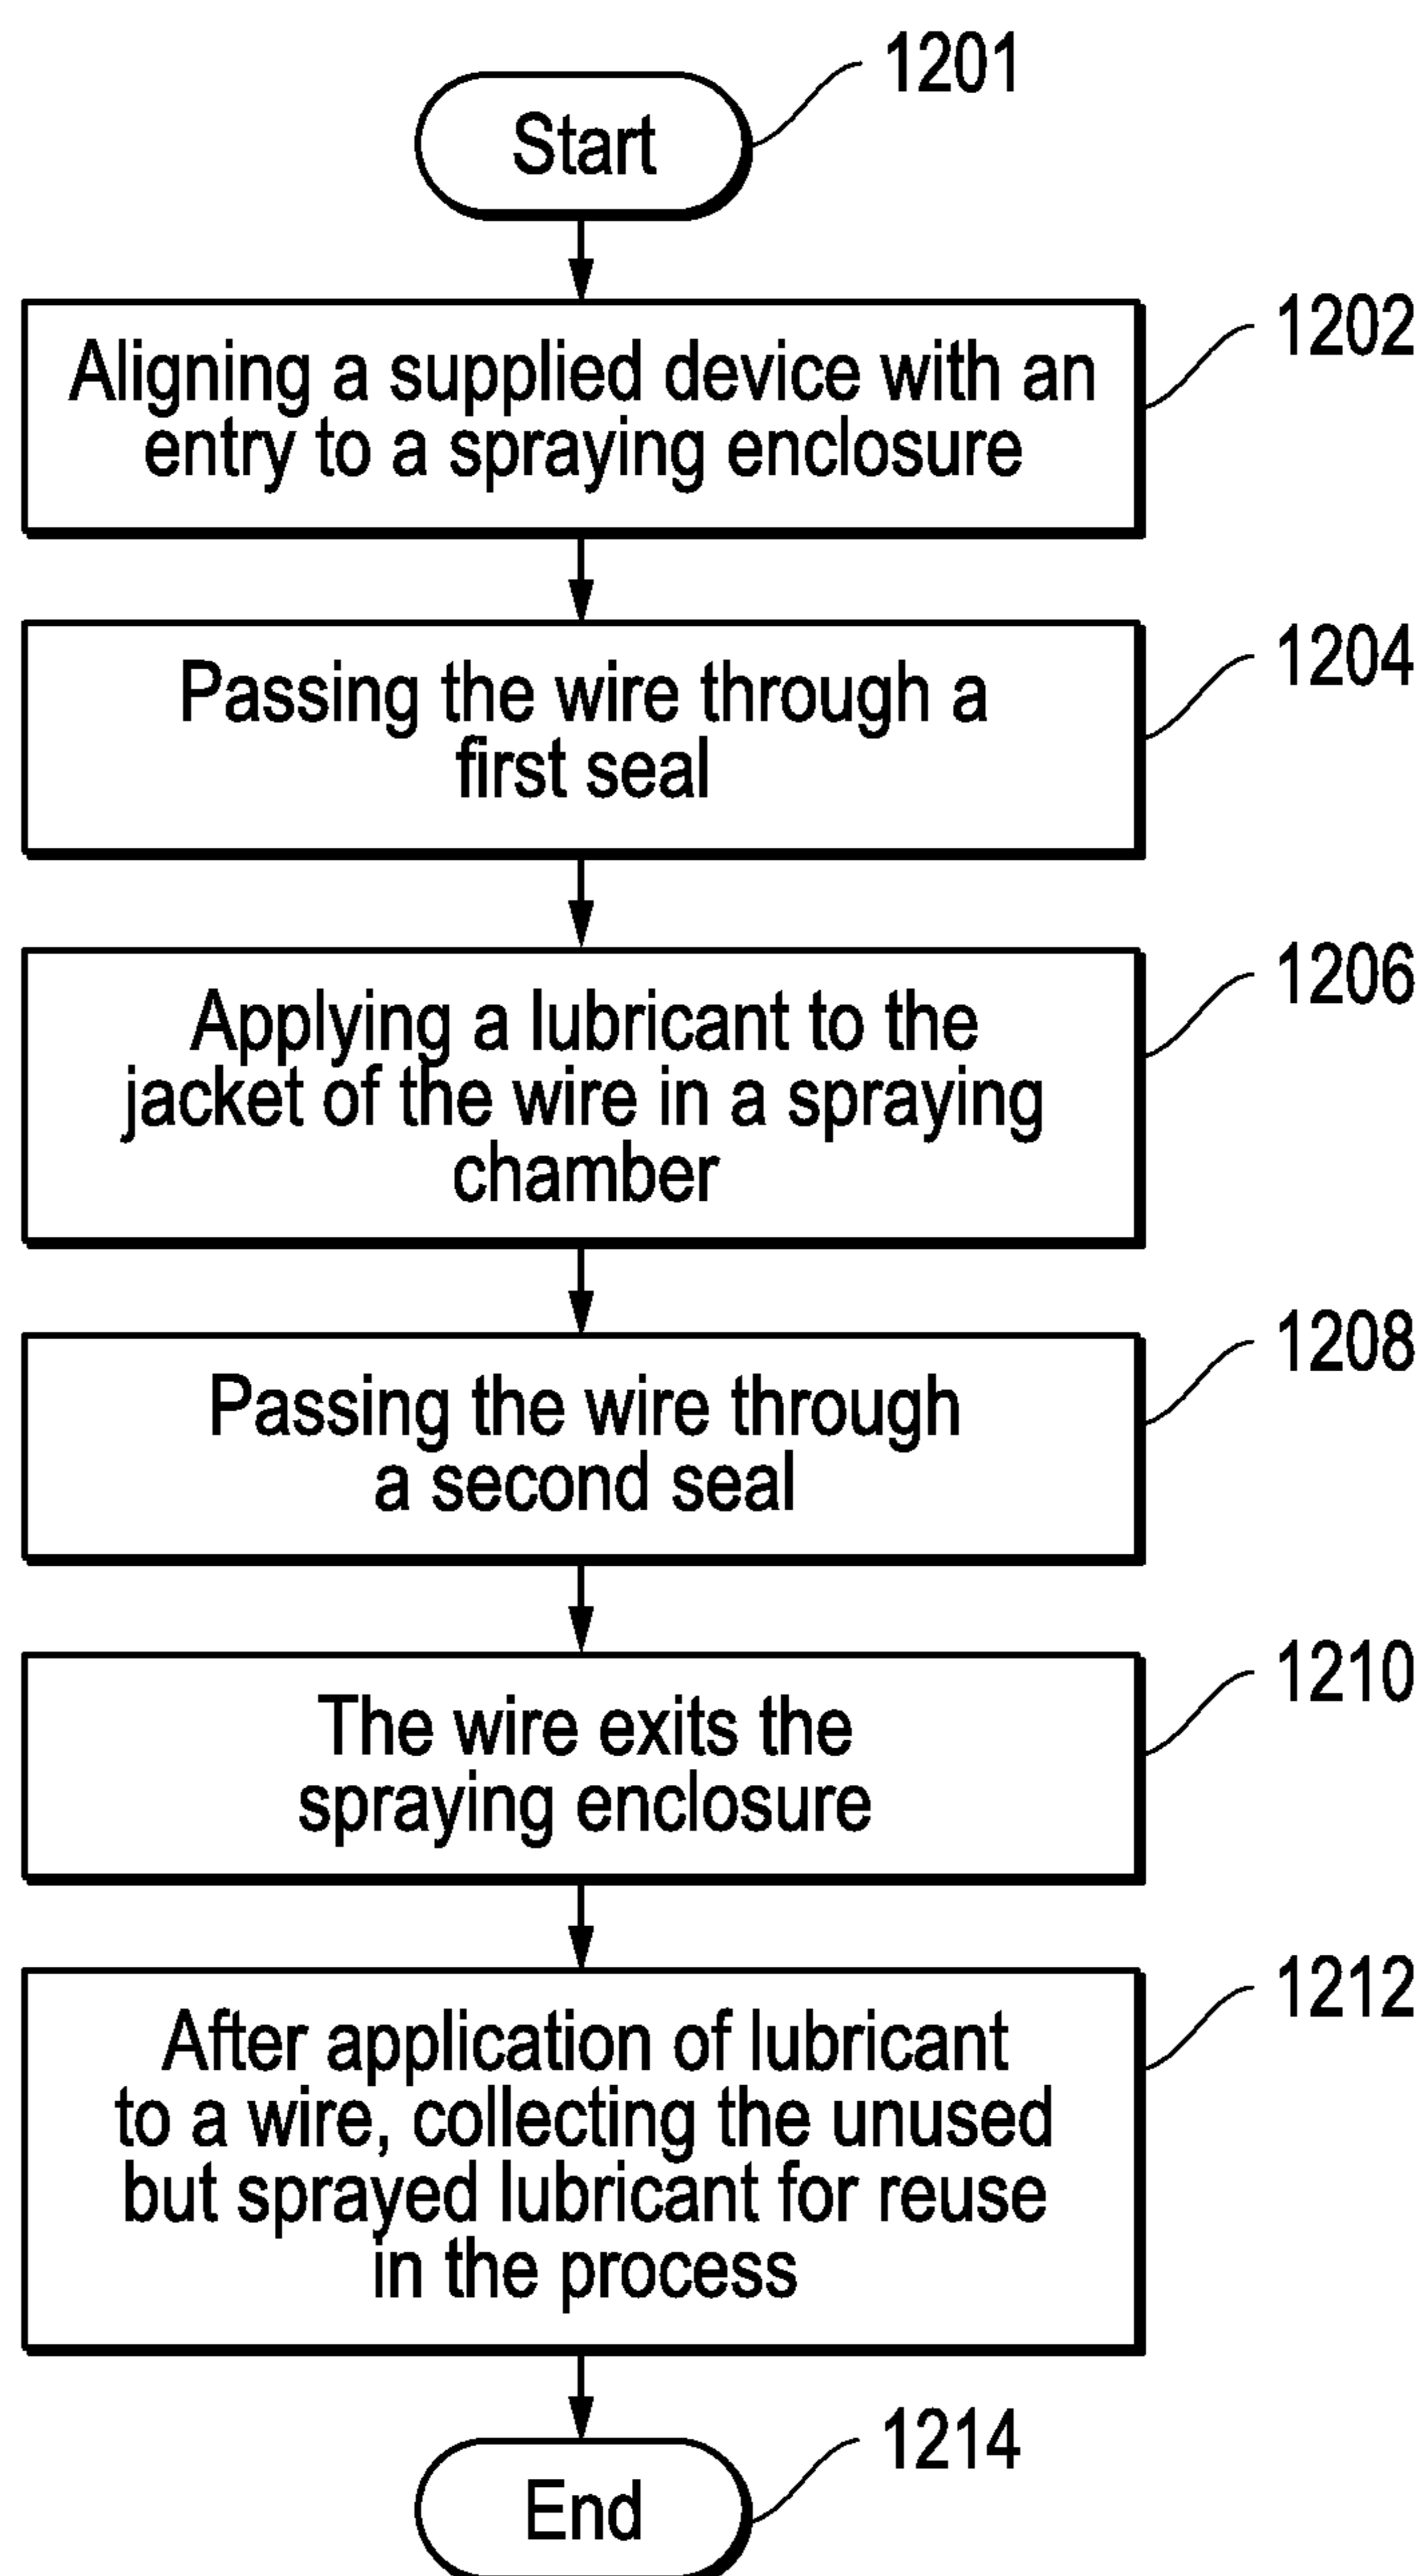 1201
Start
1202
Aligning a supplied device with an
entry to a spraying enclosure
1204
Passing the wire through a
first seal
1206
Applying a lubricant to the
jacket of the wire in a spraying
chamber
1208
Passing the wire through
a second seal
1210
The wire exits the
spraying enclosure
1212
After application of lubricant
to a wire, collecting the unused
but sprayed lubricant for reuse
in the process
1214
End